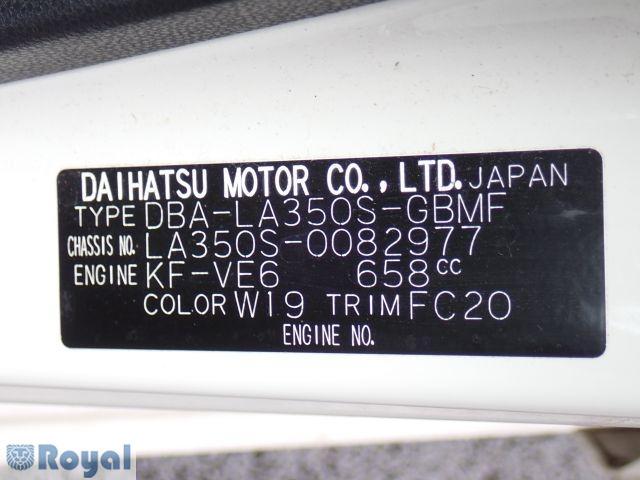 DAIHATSU MOTOR CO., LTD. JAPAN
TYPE DBA-LA350S-GBMF
CHASSIS NO. LA350S-0082977
ENGINE KF-VE6 658cc
COLOR W19 TRIM FC20
ENGINE NO.
Royal